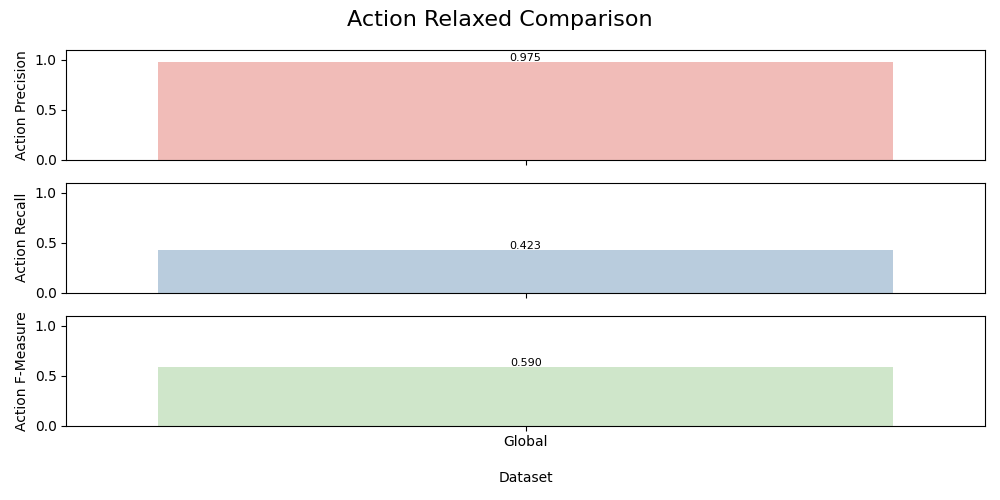 Action Relaxed Comparison
Action Precision
1.0
0.5
0.0
0.975
Action Recall
1.0
0.5
0.0
0.423
Action F-Measure
1.0
0.5
0.0
0.590
Global
Dataset